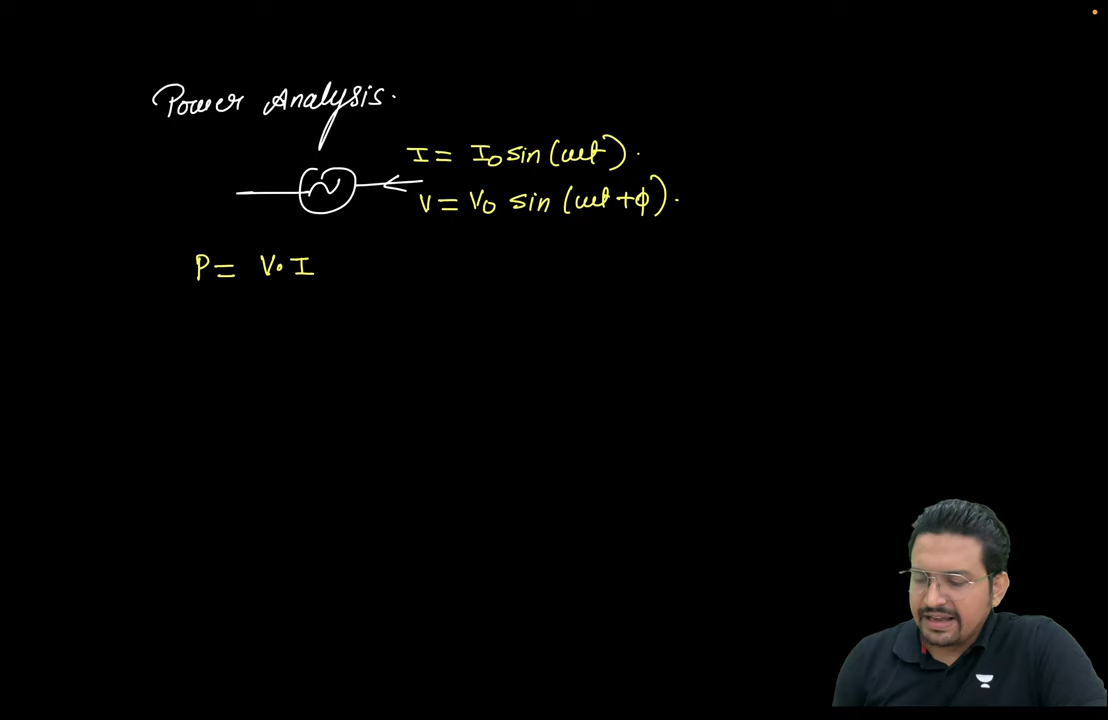 Power Analysis.
I = I₀ sin(ωt).
V = V₀ sin (ωt + φ).
P = V. I